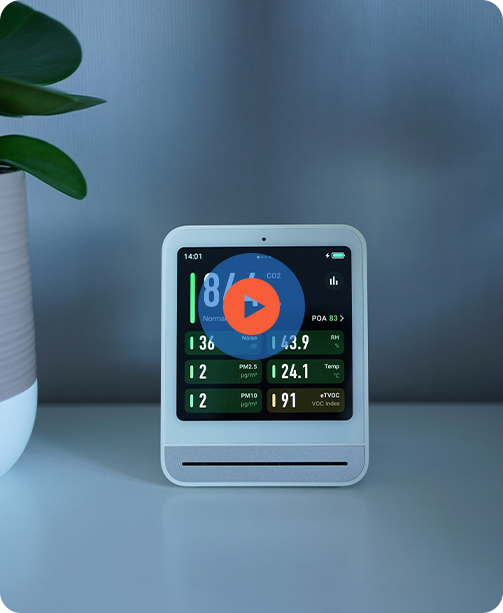 14:01
CO2
POA 83 >
36 Noise dB
43.9 RH %
2 PM2.5 µg/m³
24.1 Temp °C
2 PM10 µg/m³
91 eTVOC VOC Index